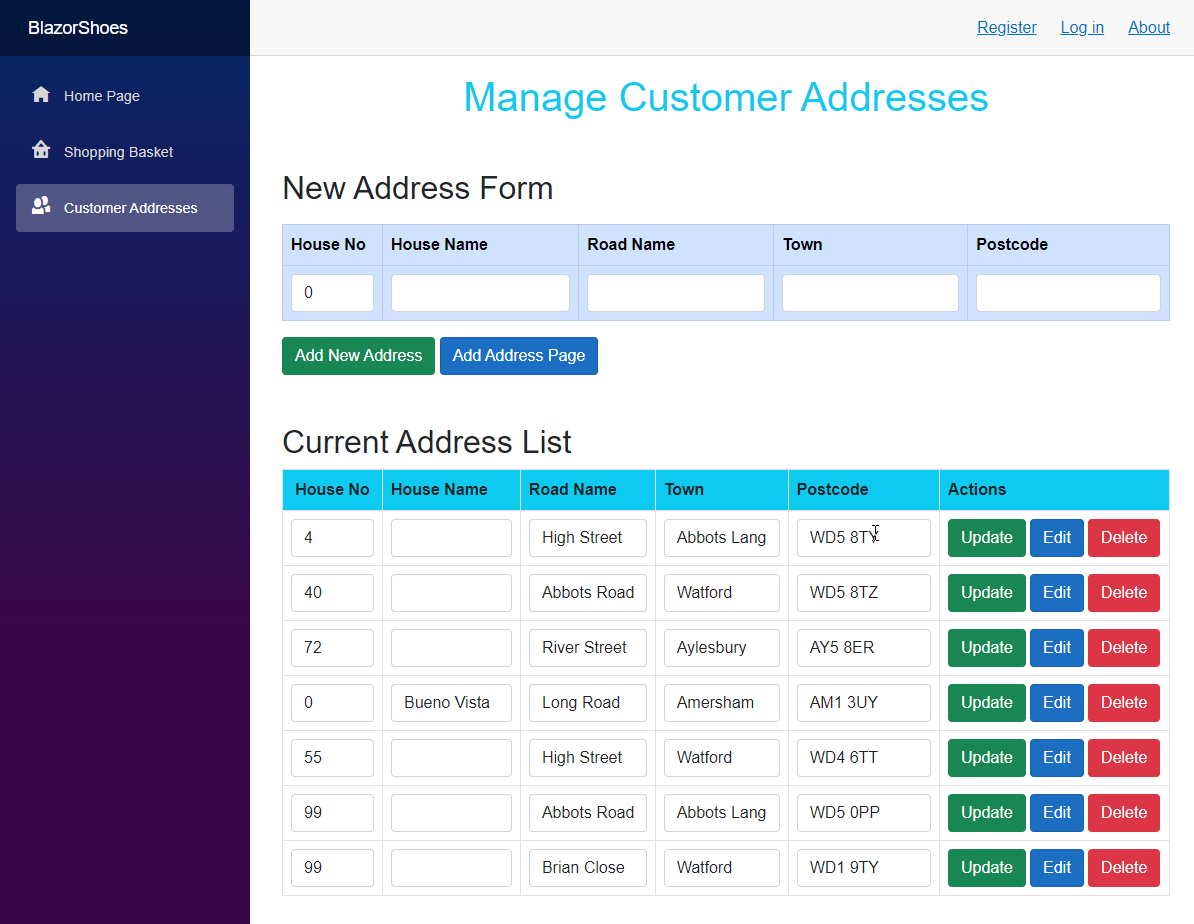 BlazorShoes
Register Log in About
Home Page
Shopping Basket
Customer Addresses
Manage Customer Addresses
New Address Form
House No House Name Road Name Town Postcode
0
Add New Address Add Address Page
Current Address List
House No House Name Road Name Town Postcode Actions
4 High Street Abbots Lang WD5 8TY Update Edit Delete
40 Abbots Road Watford WD5 8TZ Update Edit Delete
72 River Street Aylesbury AY5 8ER Update Edit Delete
0 Bueno Vista Long Road Amersham AM1 3UY Update Edit Delete
55 High Street Watford WD4 6TT Update Edit Delete
99 Abbots Road Abbots Lang WD5 0PP Update Edit Delete
99 Brian Close Watford WD1 9TY Update Edit Delete